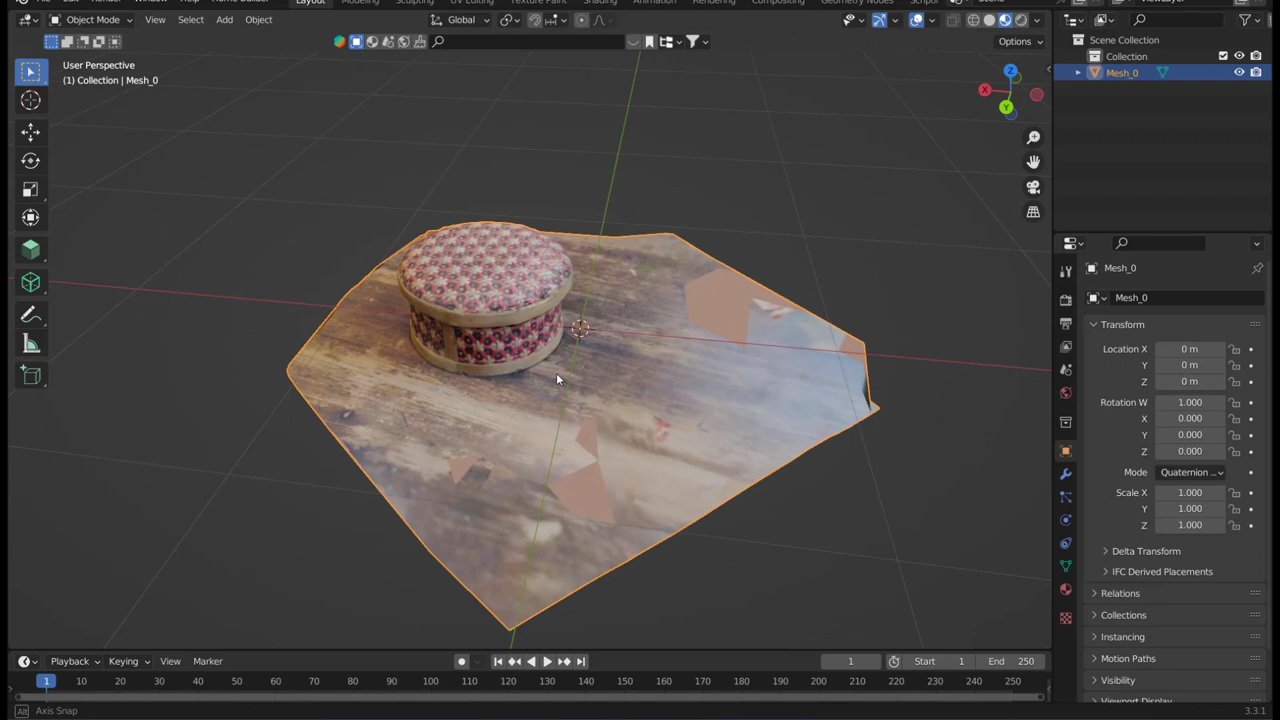 Layout
Object Mode
View
Select
Add
Object
Global
Options
User Perspective
(1) Collection | Mesh_0
Z
X
Y
Scene Collection
Collection
Mesh_0
Mesh_0
Mesh_0
Transform
Location X 0 m
Y 0 m
Z 0 m
Rotation W 1.000
X 0.000
Y 0.000
Z 0.000
Mode Quaternion ...
Scale X 1.000
Y 1.000
Z 1.000
Delta Transform
IFC Derived Placements
Relations
Collections
Instancing
Motion Paths
Visibility
Viewport Display
Playback
Keying
View
Marker
1
Start 1
End 250
1 10 20 30 40 50 60 70 80 90 100 110 120 130 140 150 160 170 180 190 200 210 220 230 240 250
Alt Axis Snap
3.3.1